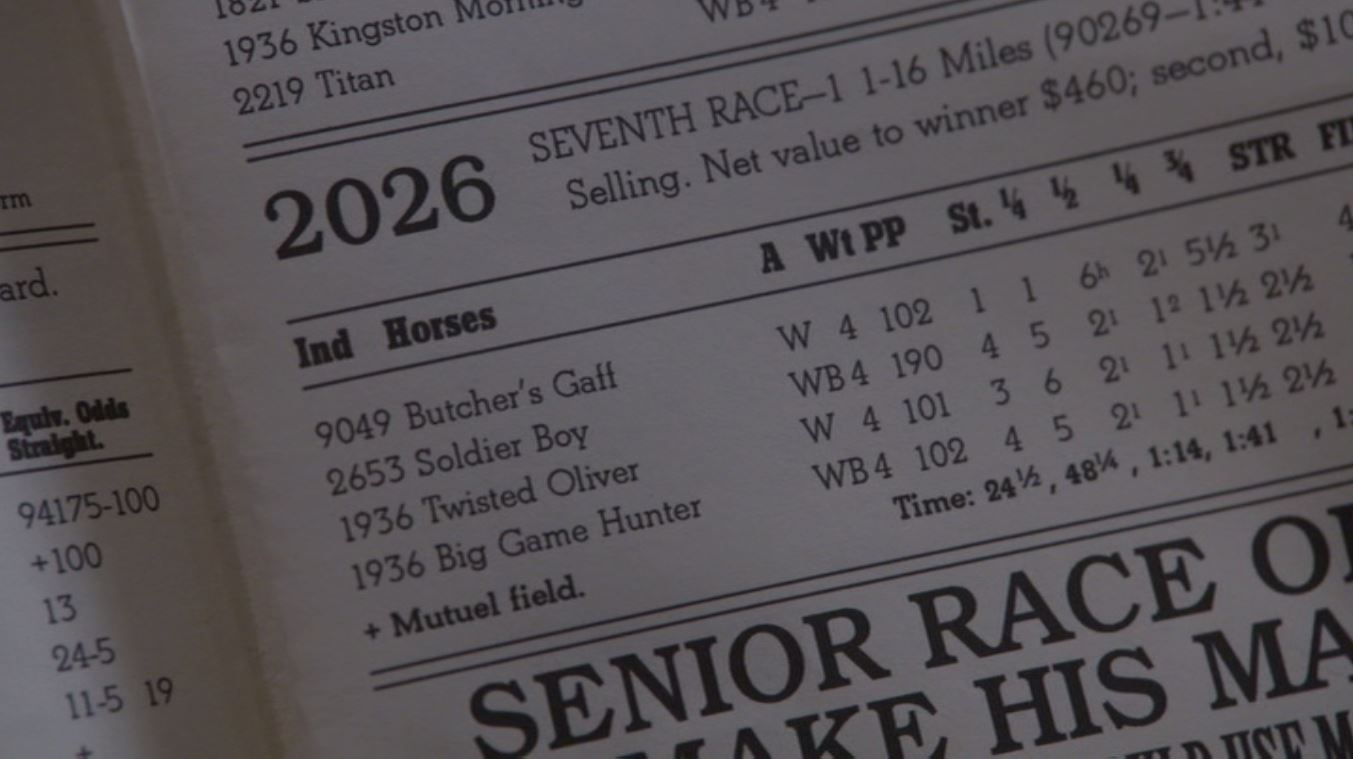 1936 Kingston
WB4
2219 Titan
2026
SEVENTH RACE–1 1-16 Miles (90269–1:
Selling. Net value to winner $460; second, $10
Ind Horses A Wt PP St. ¼ ½ ¼ ¾ STR
9049 Butcher's Gaff W 4 102 1 1 6ʰ 2¹ 5½ 3¹ 4
2653 Soldier Boy WB4 190 4 5 2¹ 1² 1½ 2½
1936 Twisted Oliver W 4 101 3 6 2¹ 1¹ 1½ 2½
1936 Big Game Hunter WB4 102 4 5 2¹ 1¹ 1½ 2½
+ Mutuel field. Time: 24½, 48¼, 1:14, 1:41 , 1:
SENIOR RACE
MAKE HIS MA
USE M
rm
ard.
Equiv. Odds
Straight.
94175-100
+100
13
24-5
11-5 19
+